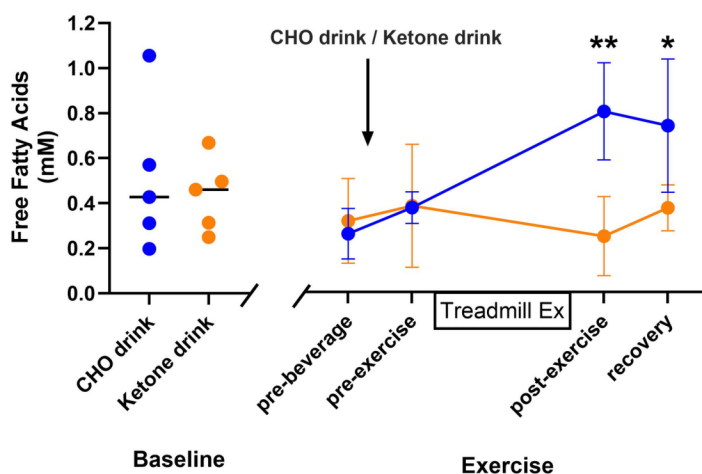 Free Fatty Acids
(mM)
1.2
1.0
0.8
0.6
0.4
0.2
0.0
CHO drink / Ketone drink
**
*
Treadmill Ex
CHO drink
Ketone drink
pre-beverage
pre-exercise
post-exercise
recovery
Baseline
Exercise